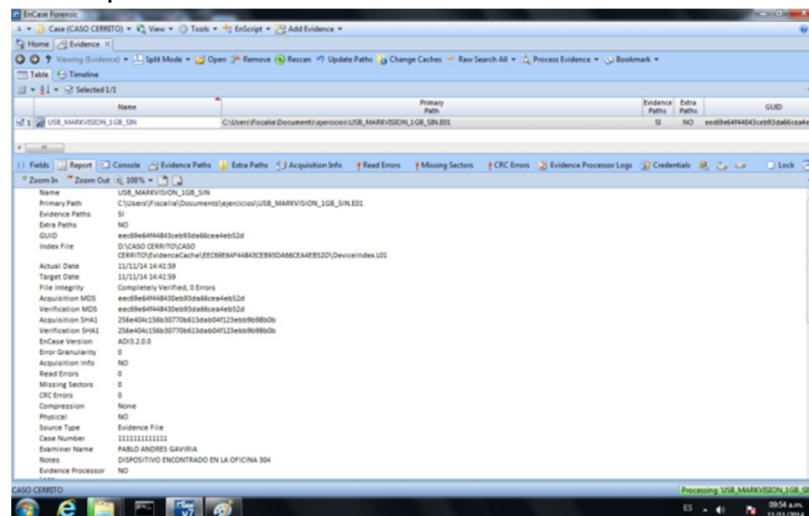 EnCase Forensic
Case (CASO CERRITO) View Tools EnScript Add Evidence
Home Evidence
Viewing (Evidence) Split Mode Open Remove Rescan Update Paths Change Caches Raw Search All Process Evidence Bookmark
Table Timeline
Selected 1/1
Name Primary Path Evidence Paths Extra Paths GUID
1 USB_MARKVISION_1GB_SIN C:\Users\Fiscalia\Documents\ejercicios\USB_MARKVISION_1GB_SIN.E01 SI NO
Fields Report Console Evidence Paths Extra Paths Acquisition Info Read Errors Missing Sectors CRC Errors Evidence Processor Logs Credentials Lock
Zoom In Zoom Out 100%
Name USB_MARKVISION_1GB_SIN
Primary Path C:\Users\Fiscalia\Documents\ejercicios\USB_MARKVISION_1GB_SIN.E01
Evidence Paths SI
Extra Paths NO
GUID
Index File D:\CASO CERRITO\CASO
Actual Date 11/11/14 14:41:59
Target Date 11/11/14 14:41:59
File Integrity Completely Verified, 0 Errors
Acquisition MD5
Verification MD5
Acquisition SHA1
Verification SHA1
EnCase Version ADI3.2.0.0
Error Granularity 0
Acquisition Info NO
Read Errors 0
Missing Sectors 0
CRC Errors 0
Compression None
Physical NO
Source Type Evidence File
Case Number
Examiner Name PABLO ANDRES GAVIRIA
Notes DISPOSITIVO ENCONTRADO EN LA OFICINA 304
Evidence Processor NO
CASO CERRITO Processing 'USB_MARKVISION_1GB_SI
ES 09:54 a.m.
11/11/2014